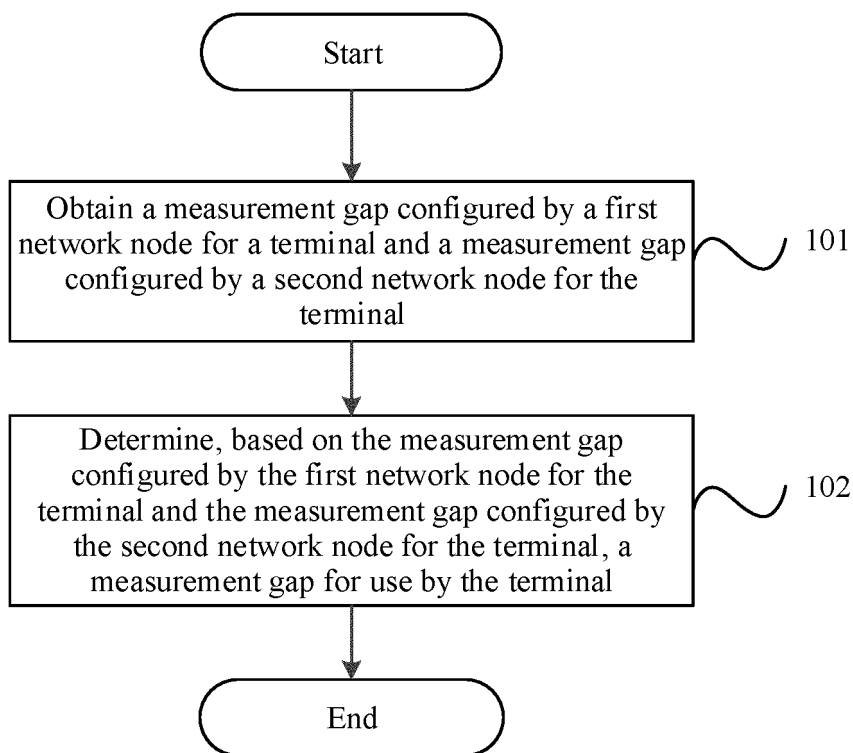 Start
Obtain a measurement gap configured by a first
network node for a terminal and a measurement gap
configured by a second network node for the
terminal
101
Determine, based on the measurement gap
configured by the first network node for the
terminal and the measurement gap configured by
the second network node for the terminal, a
measurement gap for use by the terminal
102
End